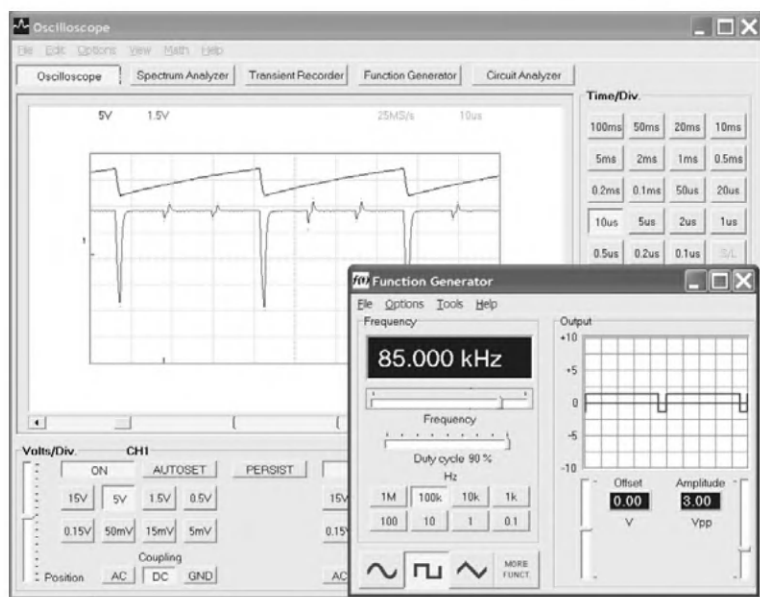 Oscilloscope
File Edit Options View Math Help
Oscilloscope Spectrum Analyzer Transient Recorder Function Generator Circuit Analyzer
5V 1.5V 25MS/s 10us
1
Time/Div.
100ms 50ms 20ms 10ms
5ms 2ms 1ms 0.5ms
0.2ms 0.1ms 50us 20us
10us 5us 2us 1us
0.5us 0.2us 0.1us S/L
Volts/Div. CH1
ON AUTOSET PERSIST
15V 5V 1.5V 0.5V 15V
0.15V 50mV 15mV 5mV 0.15V
Coupling
Position AC DC GND AC
f(t) Function Generator
File Options Tools Help
Frequency
85.000 kHz
Frequency
Duty cycle 90 %
Hz
1M 100k 10k 1k
100 10 1 0.1
MORE
FUNCT.
Output
+10
+5
0
-5
-10
Offset Amplitude
0.00 3.00
V Vpp